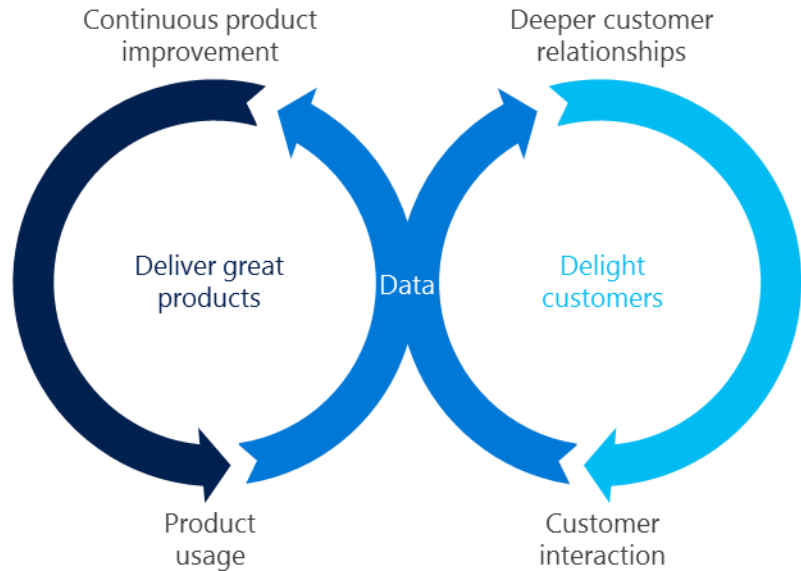 Continuous product
improvement
Deeper customer
relationships
Deliver great
products
Data
Delight
customers
Product
usage
Customer
interaction